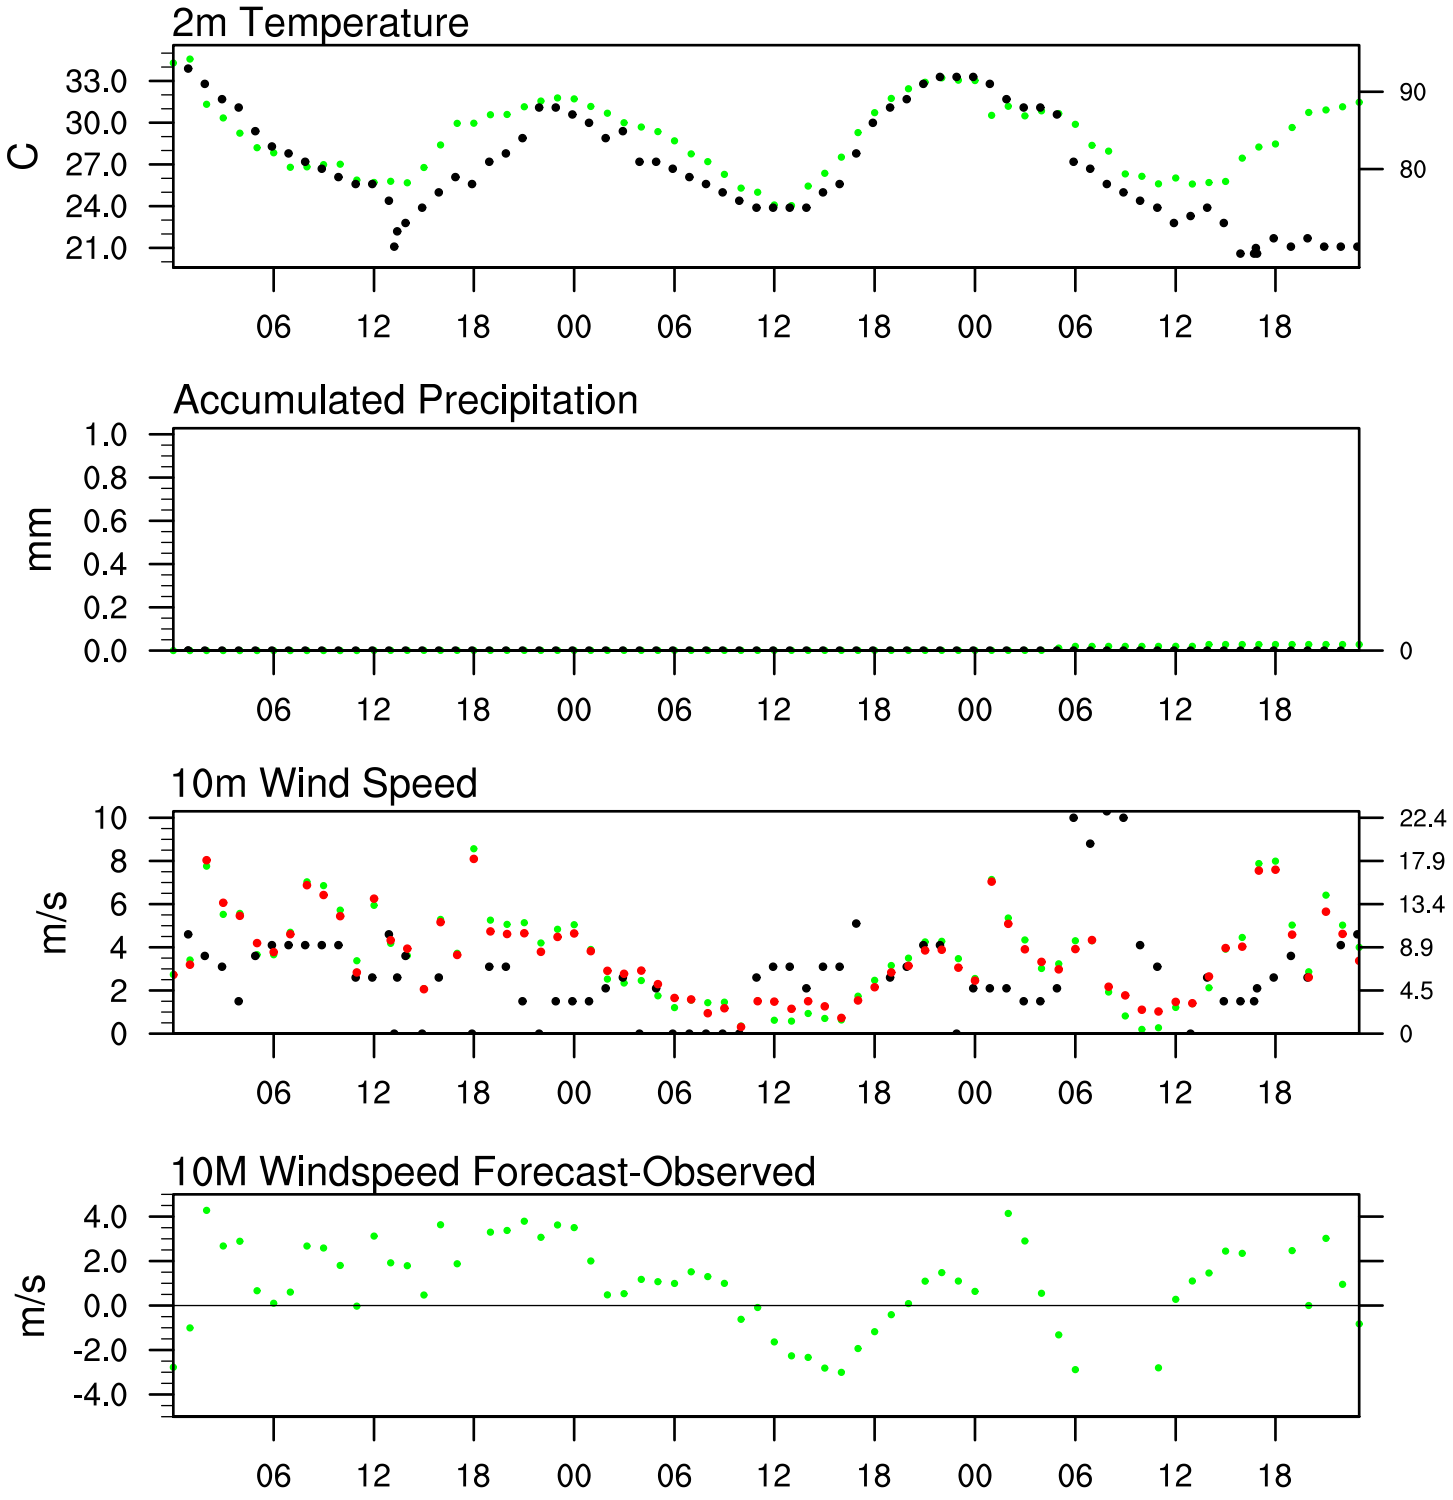 2m Temperature
33.0
30.0
27.0
24.0
21.0
C
90
80
06 12 18 00 06 12 18 00 06 12 18
Accumulated Precipitation
1.0
0.8
0.6
0.4
0.2
0.0
mm
0
06 12 18 00 06 12 18 00 06 12 18
10m Wind Speed
10
8
6
4
2
0
m/s
22.4
17.9
13.4
8.9
4.5
0
06 12 18 00 06 12 18 00 06 12 18
10M Windspeed Forecast-Observed
4.0
2.0
0.0
-2.0
-4.0
m/s
06 12 18 00 06 12 18 00 06 12 18